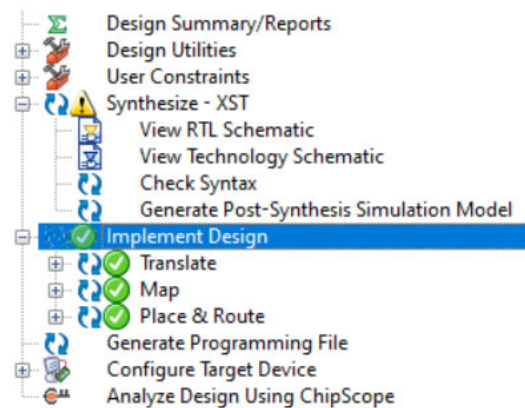 Design Summary/Reports
Design Utilities
User Constraints
Synthesize - XST
View RTL Schematic
View Technology Schematic
Check Syntax
Generate Post-Synthesis Simulation Model
Implement Design
Translate
Map
Place & Route
Generate Programming File
Configure Target Device
Analyze Design Using ChipScope